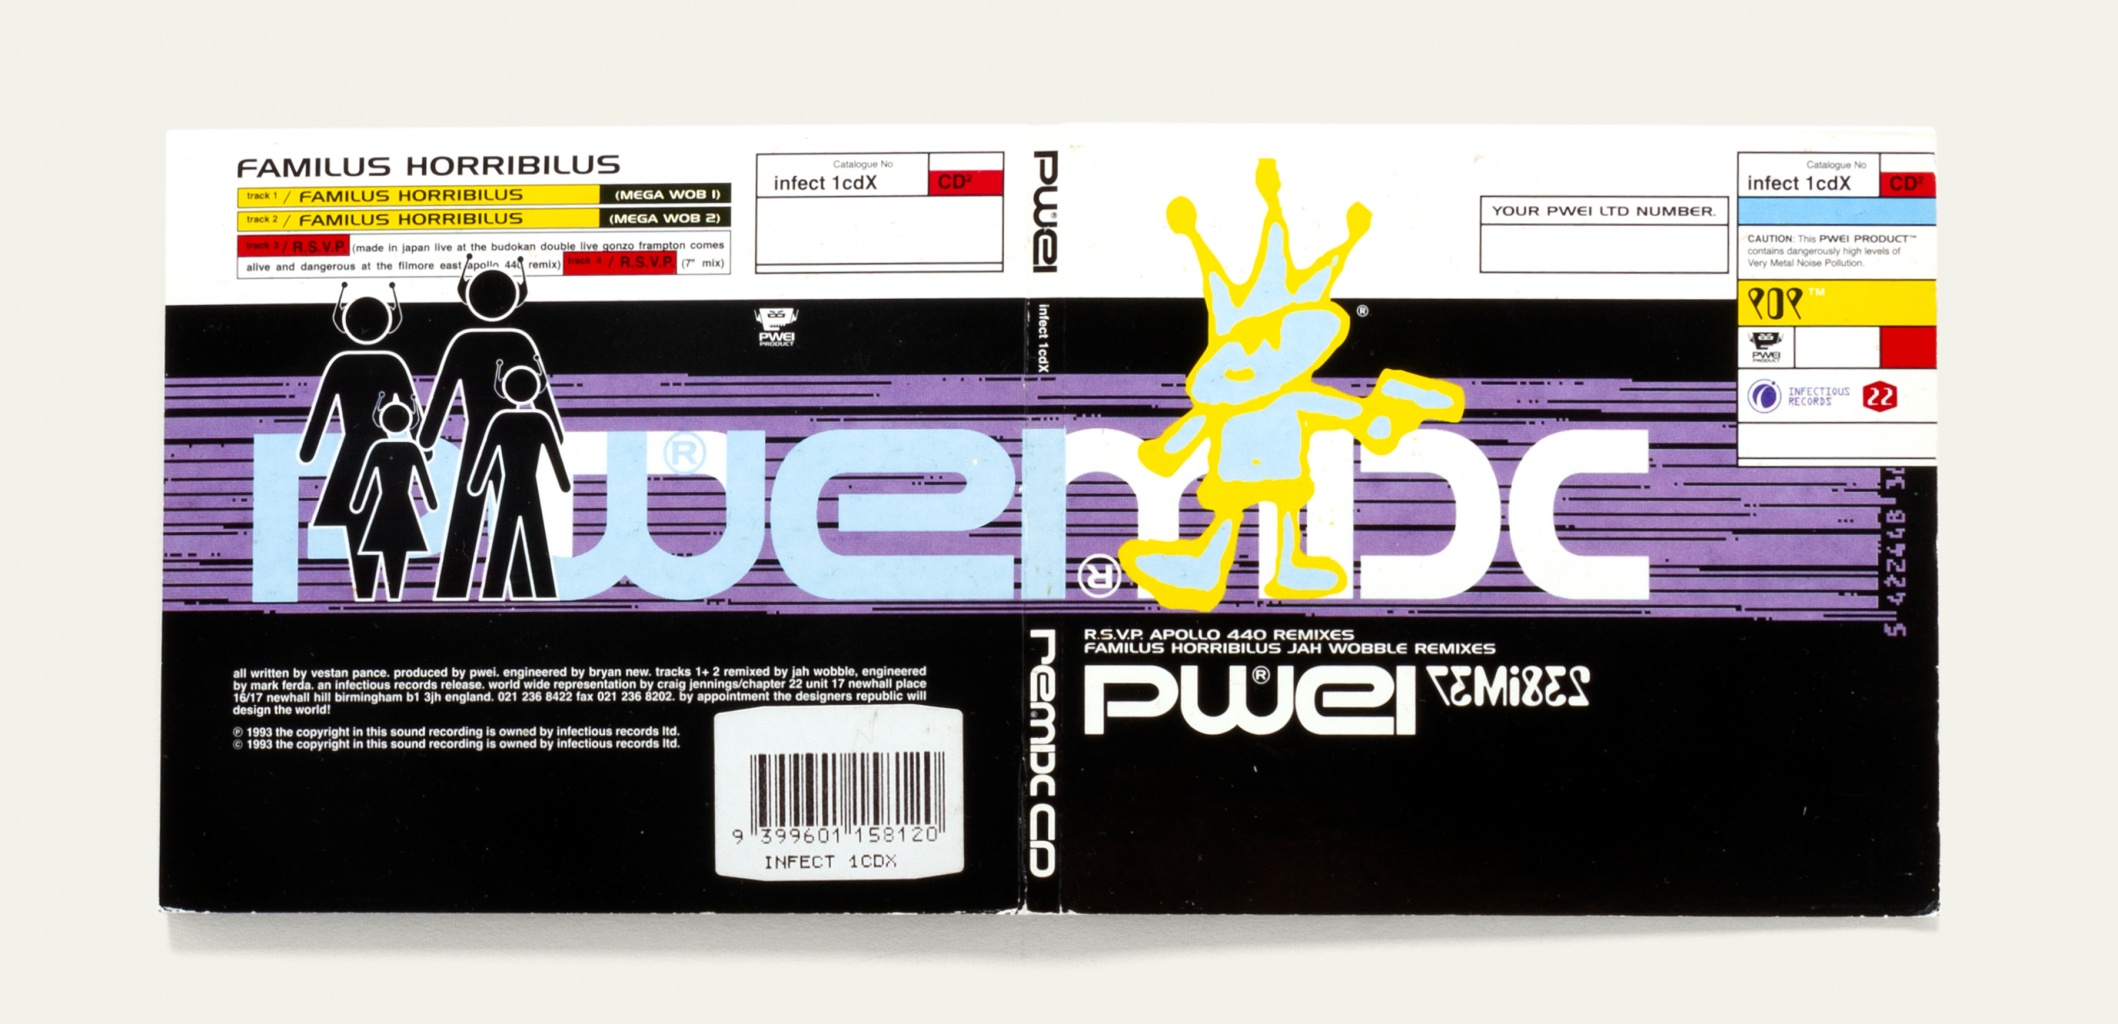 FAMILUS HORRIBILUS
track 1 / FAMILUS HORRIBILUS (MEGA WOB 1)
track 2 / FAMILUS HORRIBILUS (MEGA WOB 2)
track 3 / R.S.V.P. (made in japan live at the budokan double live gonzo frampton comes
alive and dangerous at the filmore east apollo 440 remix) track 4 / R.S.V.P. (7" mix)
Catalogue No
infect 1cdX CD²
PWEI
PRODUCT
pwei®
all written by vestan pance. produced by pwei. engineered by bryan new. tracks 1+ 2 remixed by jah wobble, engineered
by mark ferda. an infectious records release. world wide representation by craig jennings/chapter 22 unit 17 newhall place
16/17 newhall hill birmingham b1 3jh england. 021 236 8422 fax 021 236 8202. by appointment the designers republic will
design the world!
℗ 1993 the copyright in this sound recording is owned by infectious records ltd.
© 1993 the copyright in this sound recording is owned by infectious records ltd.
9 399601 158120
INFECT 1CDX
PWEI
infect 1cdX
remixc CD
®
YOUR PWEI LTD NUMBER.
Catalogue No
infect 1cdX CD²
CAUTION: This PWEI PRODUCT™
contains dangerously high levels of
Very Metal Noise Pollution.
POP™
PWEI
PRODUCT
INFECTIOUS
RECORDS 22
®
R.S.V.P. APOLLO 440 REMIXES
FAMILUS HORRIBILUS JAH WOBBLE REMIXES
PWEI®